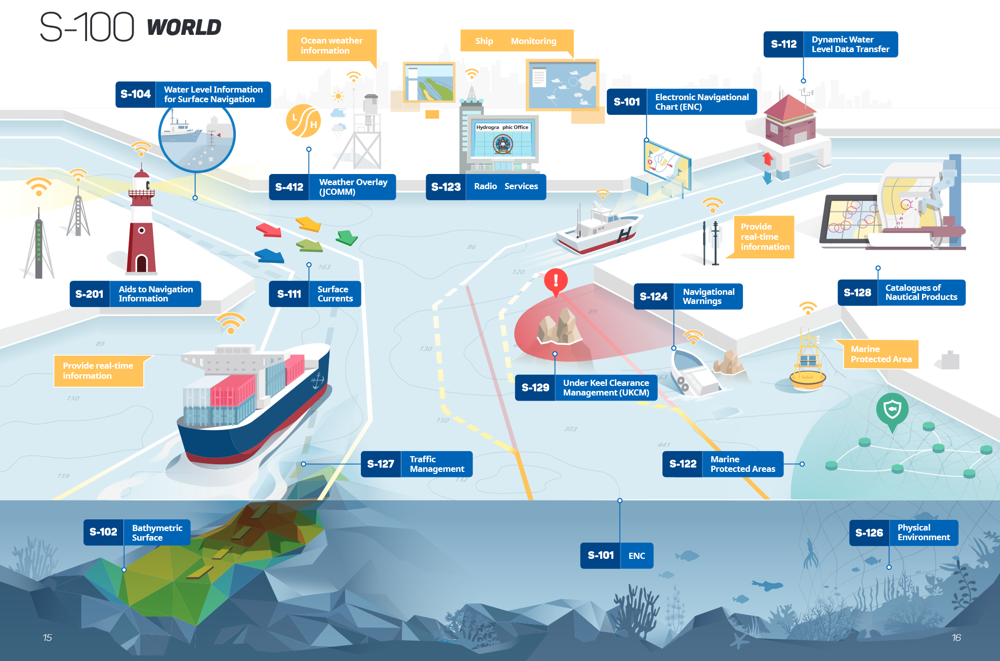 S-100 WORLD
Ocean weather
information
Ship Monitoring
S-112
Dynamic Water
Level Data Transfer
S-104
Water Level Information
for Surface Navigation
S-101
Electronic Navigational
Chart (ENC)
L
H
Hydrogra phic Office
S-412
Weather Overlay
(JCOMM)
S-123
Radio Services
H
Provide
real-time
information
86
163
120
S-201
Aids to Navigation
Information
S-111
Surface
Currents
!
S-124
Navigational
Warnings
S-128
Catalogues of
Nautical Products
89
89
130
Provide real-time
information
Marine
Protected Area
S-129
Under Keel Clearance
Management (UKCM)
63
150
150
303
441
S-127
Traffic
Management
S-122
Marine
Protected Areas
159
132
S-102
Bathymetric
Surface
S-101
ENC
S-126
Physical
Environment
15
16